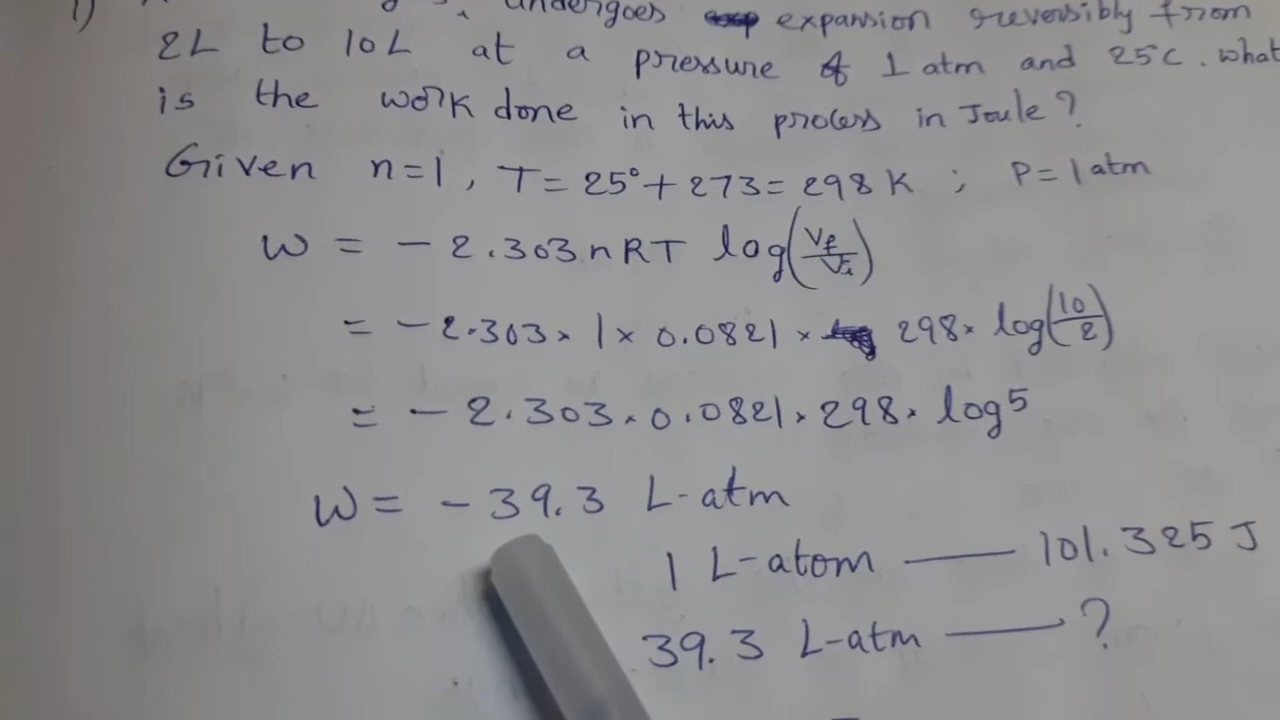 1) undergoes expansion reversibly from
2L to 10L at a pressure of 1 atm and 25°C. what
is the work done in this process in Joule?
Given n=1, T= 25°+273= 298 K ; P= 1 atm
W = - 2.303 nRT log(Vf/Vi)
= - 2.303 × 1 × 0.0821 × 298 × log(10/2)
= - 2.303 × 0.0821 × 298 × log5
W = - 39.3 L-atm
1 L-atom —— 101.325 J
39.3 L-atm —— ?